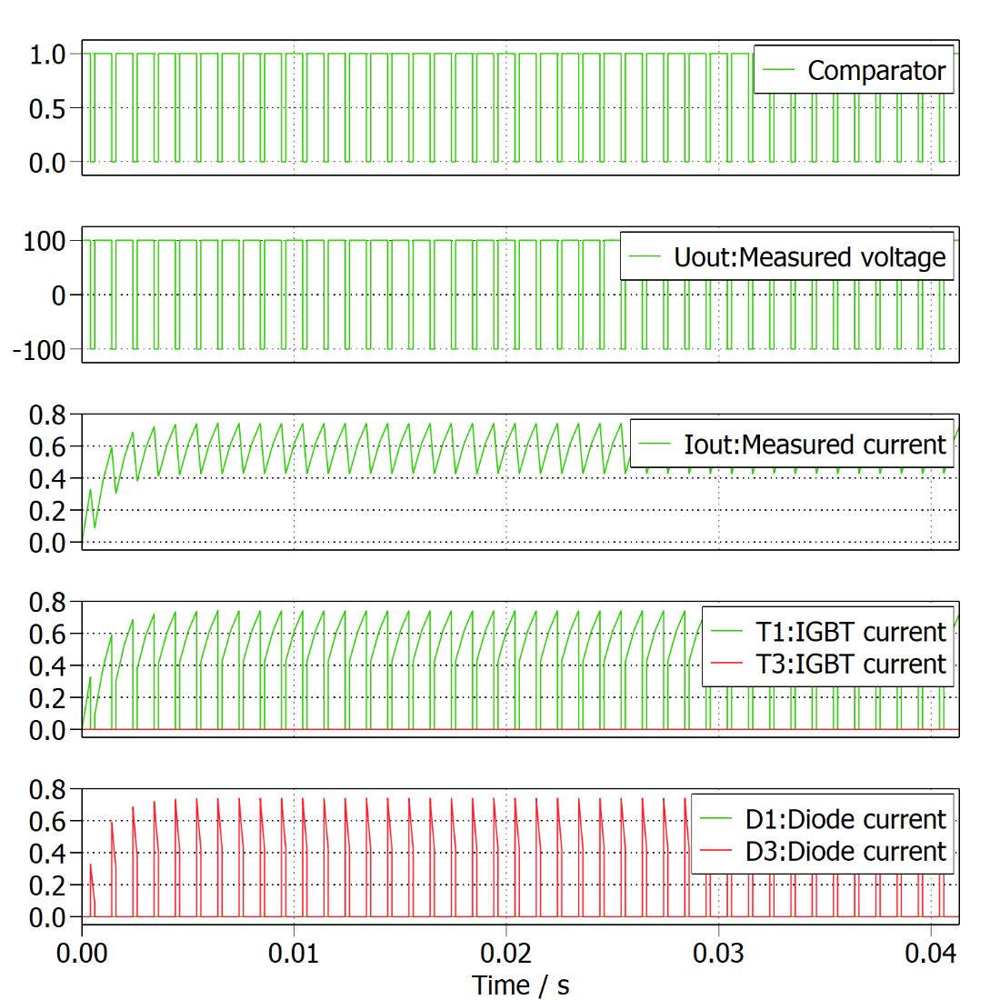 1.0
0.5
0.0
Comparator
100
0
-100
Uout:Measured voltage
0.8
0.6
0.4
0.2
0.0
Iout:Measured current
0.8
0.6
0.4
0.2
0.0
T1:IGBT current
T3:IGBT current
0.8
0.6
0.4
0.2
0.0
D1:Diode current
D3:Diode current
0.00 0.01 0.02 0.03 0.04
Time / s